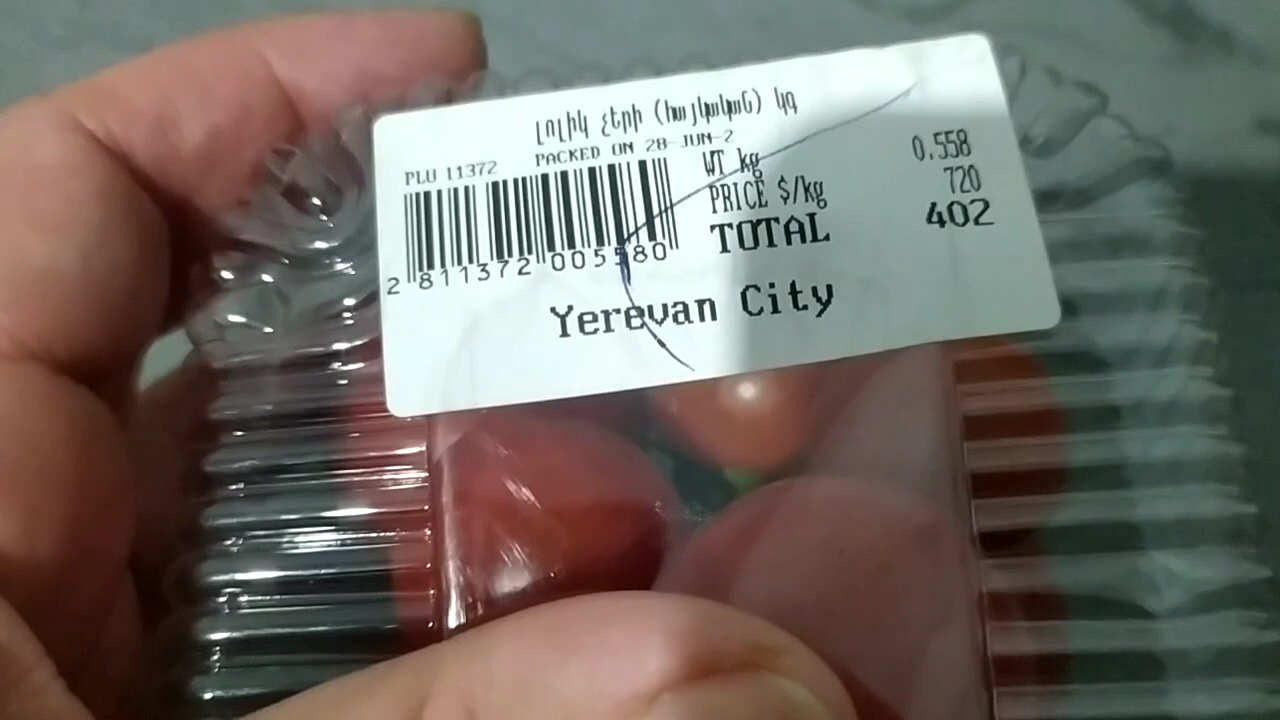 լոլիկ չերի (հայկական) կգ
PACKED ON 28 JUN-2
PLU 11372
WT kg 0.558
PRICE $/kg 720
TOTAL 402
2 811372 005580
Yerevan City